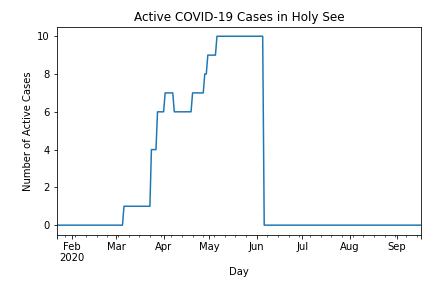 Active COVID-19 Cases in Holy See
Number of Active Cases
10
8
6
4
2
0
Feb Mar Apr May Jun Jul Aug Sep
2020
Day